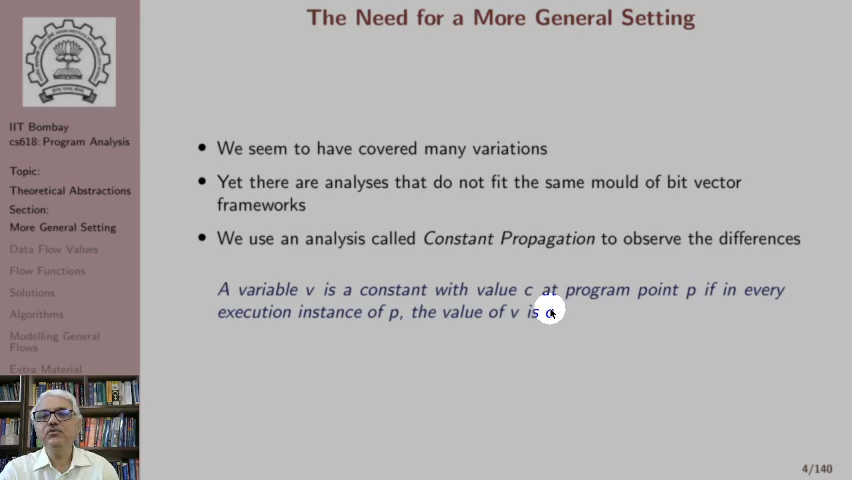 The Need for a More General Setting
IIT Bombay
cs618: Program Analysis
Topic:
Theoretical Abstractions
Section:
More General Setting
Data Flow Values
Flow Functions
Solutions
Algorithms
Modelling General
Flows
Extra Material
• We seem to have covered many variations
• Yet there are analyses that do not fit the same mould of bit vector
frameworks
• We use an analysis called Constant Propagation to observe the differences
A variable v is a constant with value c at program point p if in every
execution instance of p, the value of v is c
4/140